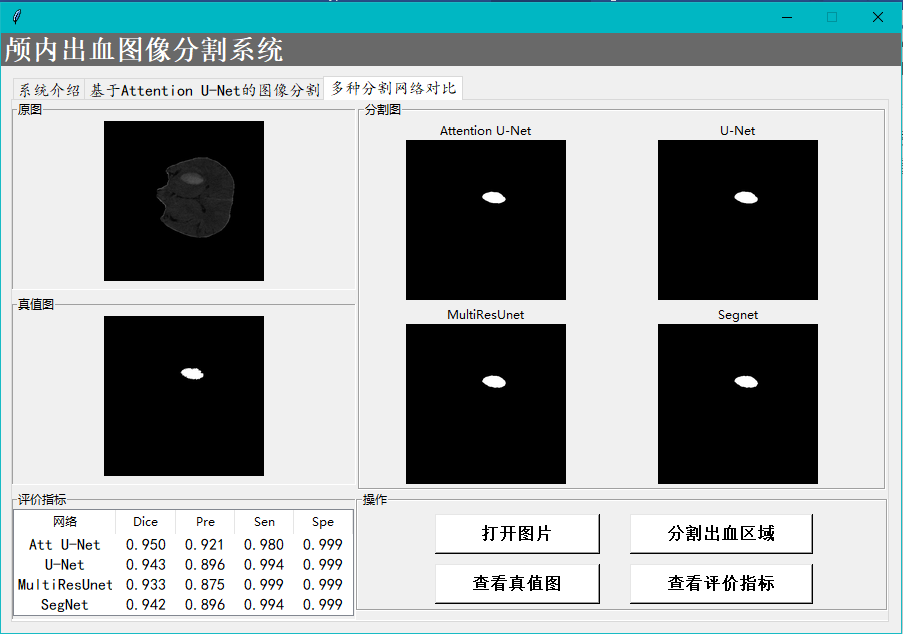 颅内出血图像分割系统
系统介绍 基于Attention U-Net的图像分割 多种分割网络对比
原图
真值图
分割图
Attention U-Net U-Net
MultiResUnet Segnet
评价指标
网络 Dice Pre Sen Spe
Att U-Net 0.950 0.921 0.980 0.999
U-Net 0.943 0.896 0.994 0.999
MultiResUnet 0.933 0.875 0.999 0.999
SegNet 0.942 0.896 0.994 0.999
操作
打开图片 分割出血区域
查看真值图 查看评价指标